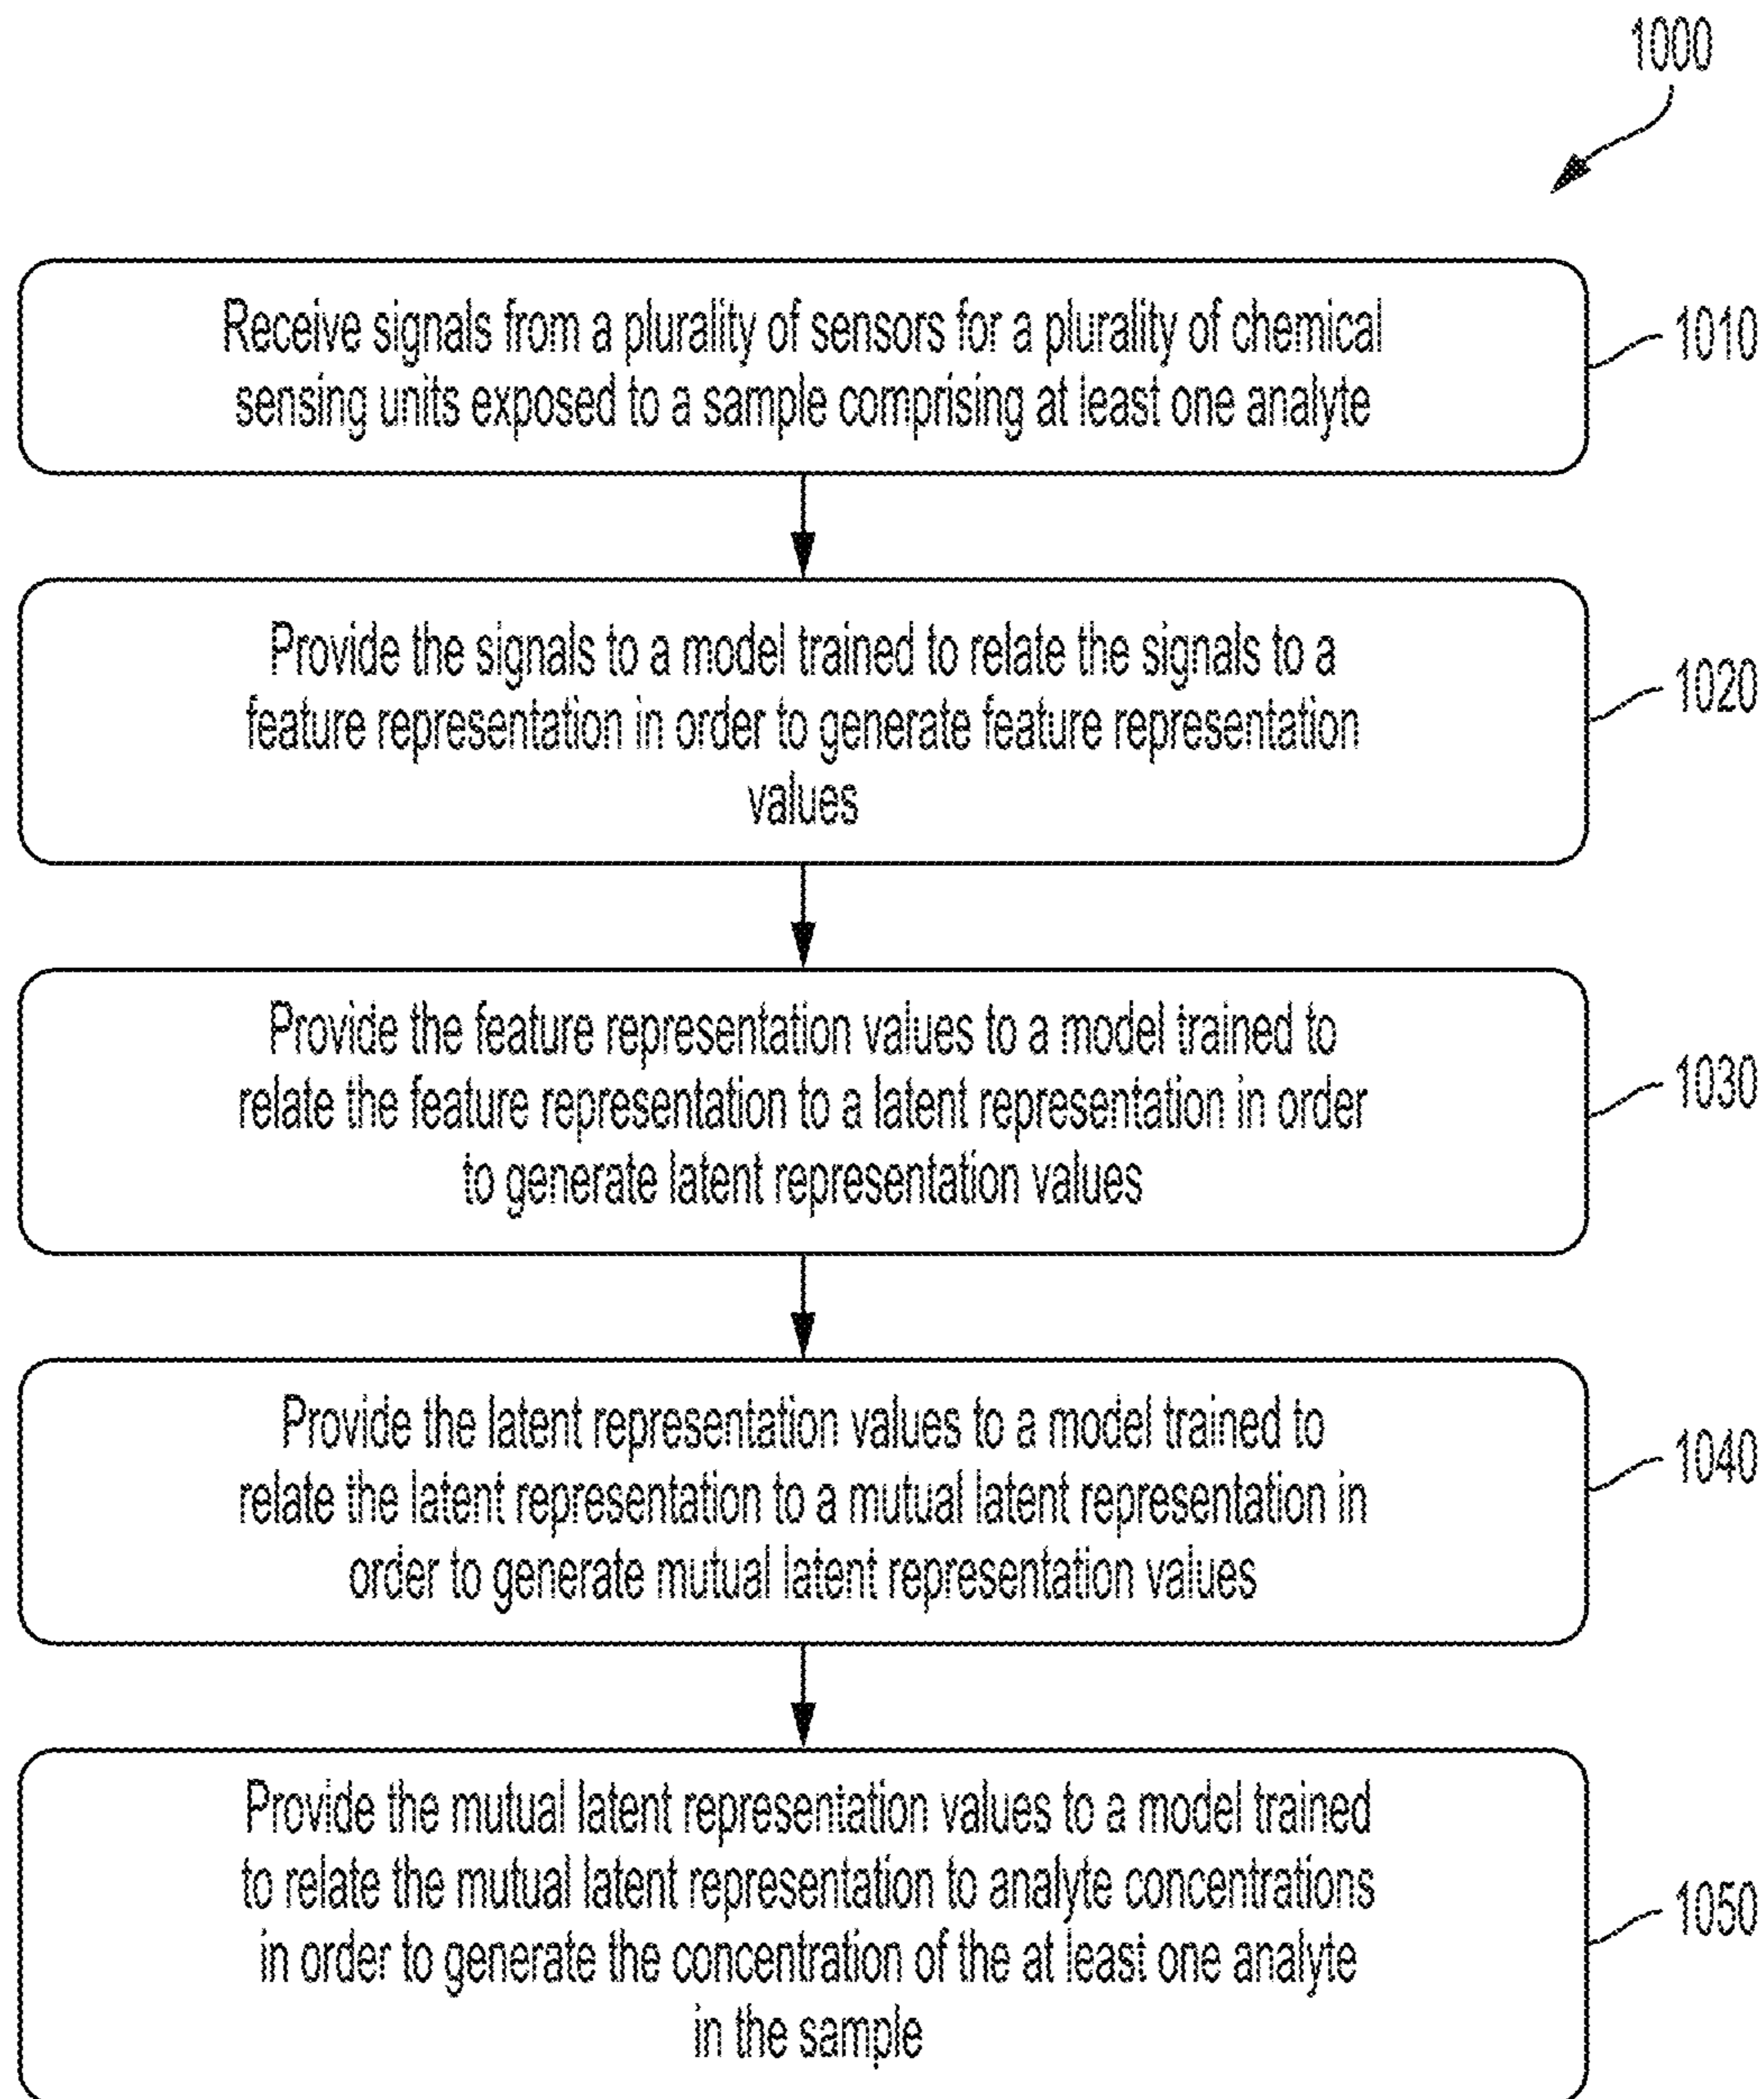 1000
Receive signals from a plurality of sensors for a plurality of chemical
sensing units exposed to a sample comprising at least one analyte
1010
Provide the signals to a model trained to relate the signals to a
feature representation in order to generate feature representation
values
1020
Provide the feature representation values to a model trained to
relate the feature representation to a latent representation in order
to generate latent representation values
1030
Provide the latent representation values to a model trained to
relate the latent representation to a mutual latent representation in
order to generate mutual latent representation values
1040
Provide the mutual latent representation values to a model trained
to relate the mutual latent representation to analyte concentrations
in order to generate the concentration of the at least one analyte
in the sample
1050